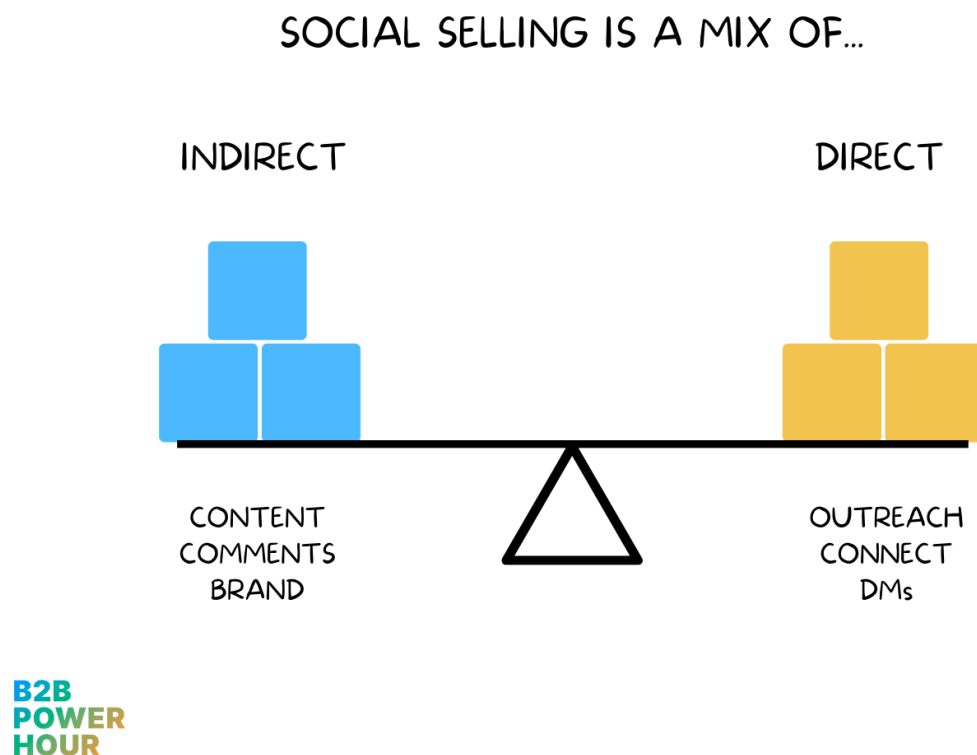 SOCIAL SELLING IS A MIX OF...
INDIRECT
DIRECT
CONTENT
COMMENTS
BRAND
OUTREACH
CONNECT
DMs
B2B
POWER
HOUR